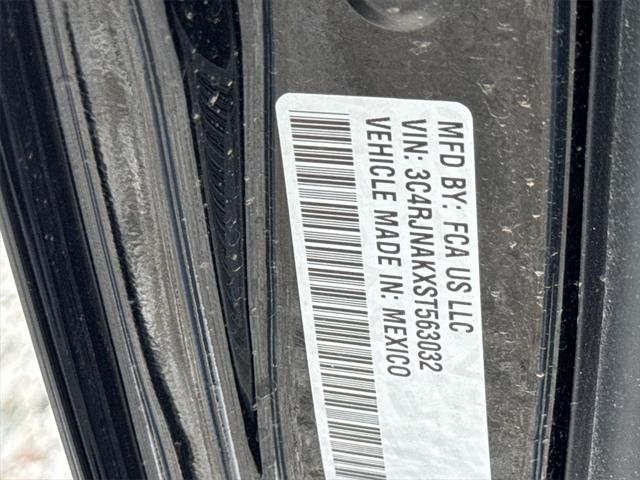 MFD BY: FCA US LLC
VIN: 3C4RJNAKXST563032
VEHICLE MADE IN: MEXICO